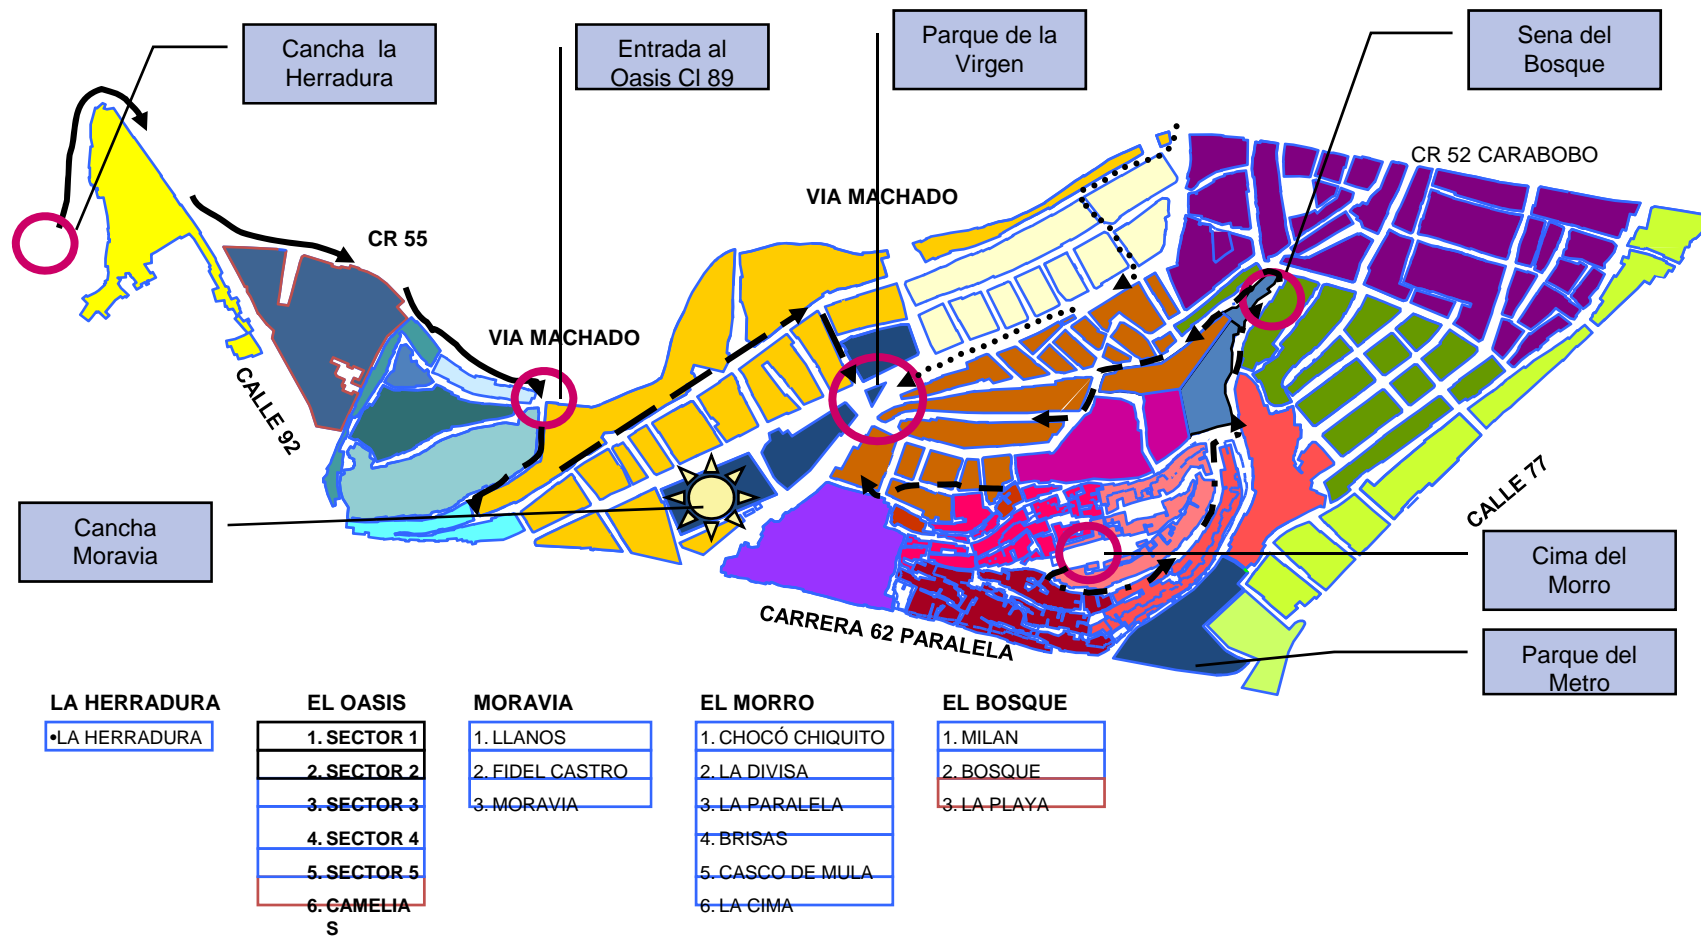 Cancha la
Herradura
Entrada al
Oasis Cl 89
Parque de la
Virgen
Sena del
Bosque
CR 52 CARABOBO
VIA MACHADO
CR 55
VIA MACHADO
CALLE 92
CALLE 77
Cancha
Moravia
Cima del
Morro
CARRERA 62 PARALELA
Parque del
Metro
LA HERRADURA
•LA HERRADURA
EL OASIS
1. SECTOR 1
2. SECTOR 2
3. SECTOR 3
4. SECTOR 4
5. SECTOR 5
6. CAMELIA
S
MORAVIA
1. LLANOS
2. FIDEL CASTRO
3. MORAVIA
EL MORRO
1. CHOCÓ CHIQUITO
2. LA DIVISA
3. LA PARALELA
4. BRISAS
5. CASCO DE MULA
6. LA CIMA
EL BOSQUE
1. MILAN
2. BOSQUE
3. LA PLAYA